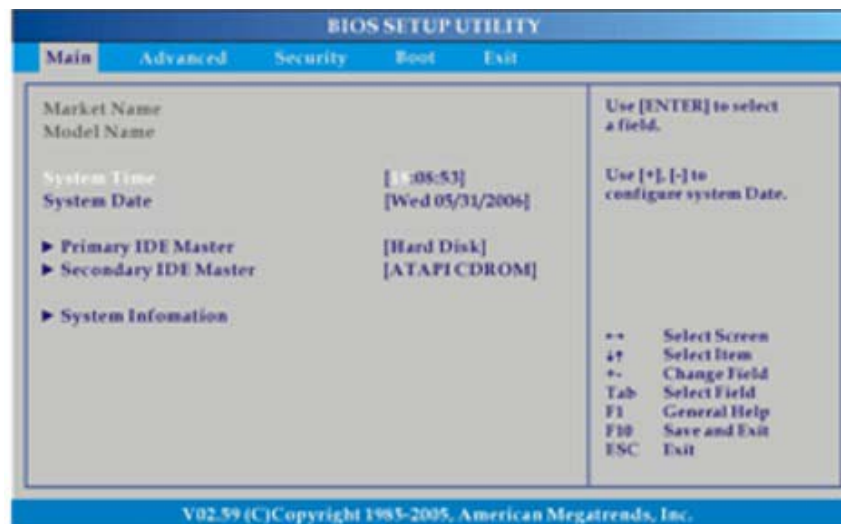 BIOS SETUP UTILITY
Main Advanced Security Boot Exit
Market Name
Model Name
System Time [ :08:53]
System Date [Wed 05/31/2006]
► Primary IDE Master [Hard Disk]
► Secondary IDE Master [ATAPI CDROM]
► System Infomation
Use [ENTER] to select
a field.
Use [+], [-] to
configure system Date.
←→ Select Screen
↓↑ Select Item
+- Change Field
Tab Select Field
F1 General Help
F10 Save and Exit
ESC Exit
V02.59 (C)Copyright 1985-2005, American Megatrends, Inc.